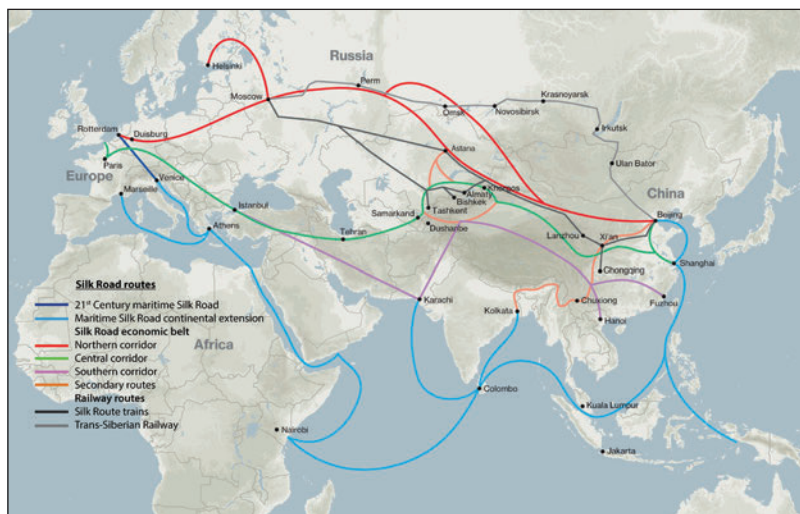 Russia
Helsinki
Perm
Krasnoyarsk
Moscow
Omsk
Novosibirsk
Irkutsk
Rotterdam
Duisburg
Astana
Ulan Bator
Paris
Europe
Venice
Khorgos
China
Marseille
Almaty
Bishkek
Beijing
Istanbul
Samarkand
Tashkent
Athens
Dushanbe
Lanzhou
Xi'an
Tehran
Shanghai
Chongqing
Silk Road routes
21st Century maritime Silk Road
Karachi
Kolkata
Chuxiong
Fuzhou
Maritime Silk Road continental extension
Hanoi
Silk Road economic belt
Northern corridor
Africa
Central corridor
Southern corridor
Secondary routes
Colombo
Railway routes
Kuala Lumpur
Silk Route trains
Trans-Siberian Railway
Nairobi
Jakarta